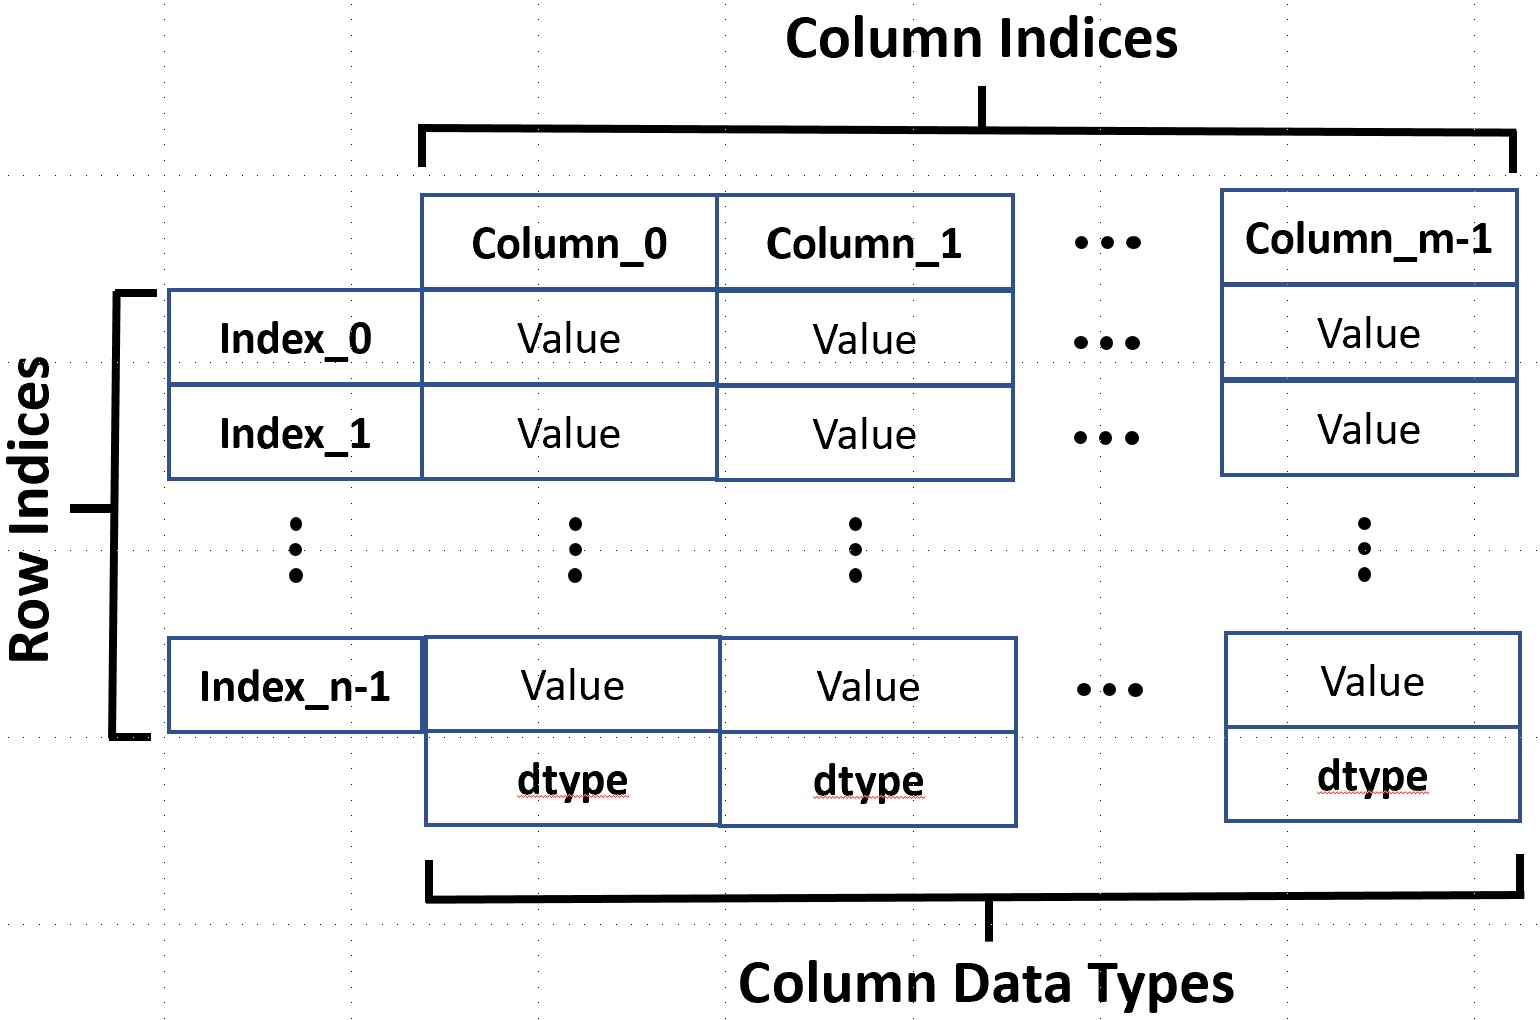 Column Indices
Column_0 Column_1 ••• Column_m-1
Row Indices
Index_0 Value Value ••• Value
Index_1 Value Value ••• Value
Index_n-1 Value Value ••• Value
dtype dtype dtype
Column Data Types